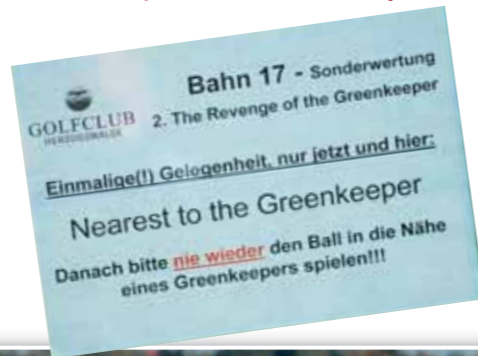 Bahn 17 - Sonderwertung
GOLFCLUB
2. The Revenge of the Greenkeeper
Einmalige(!) Gelegenheit, nur jetzt und hier:
Nearest to the Greenkeeper
Danach bitte nie wieder den Ball in die Nähe
eines Greenkeepers spielen!!!